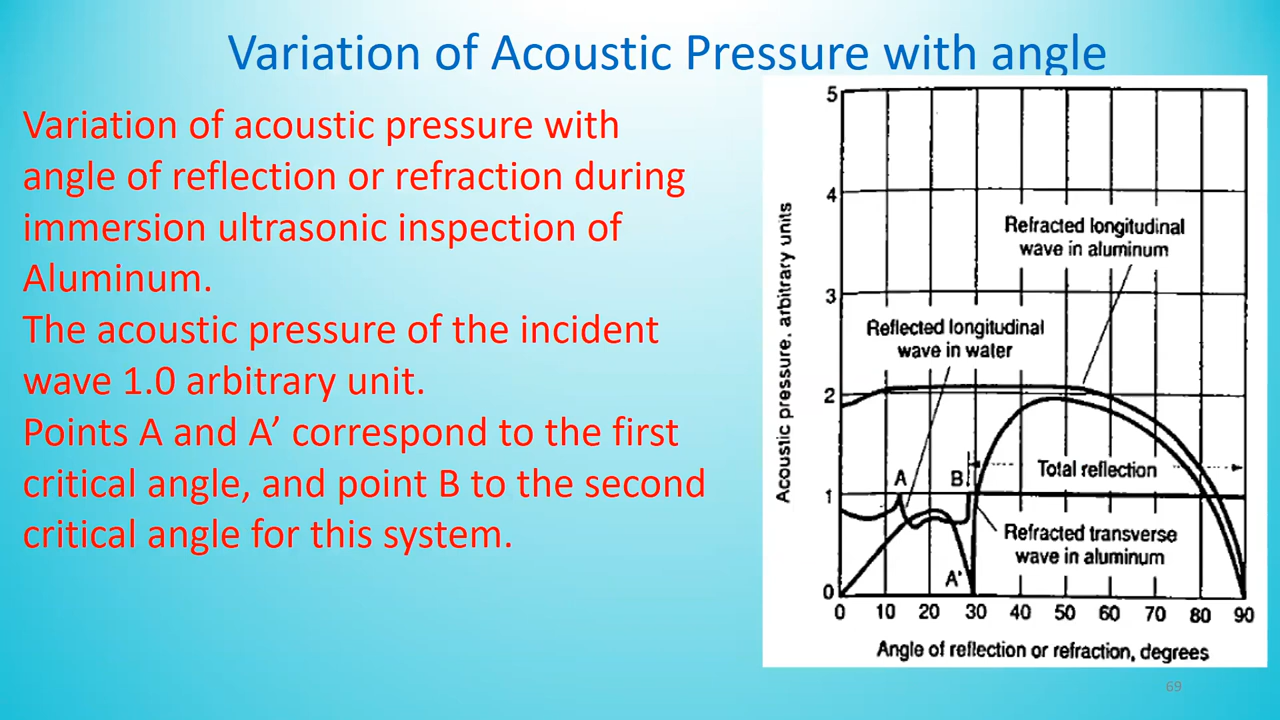 Variation of Acoustic Pressure with angle
Variation of acoustic pressure with
angle of reflection or refraction during
immersion ultrasonic inspection of
Aluminum.
The acoustic pressure of the incident
wave 1.0 arbitrary unit.
Points A and A’ correspond to the first
critical angle, and point B to the second
critical angle for this system.
Acoustic pressure, arbitrary units
5
4
3
2
1
0
Refracted longitudinal
wave in aluminum
Reflected longitudinal
wave in water
A
B
Total reflection
Refracted transverse
wave in aluminum
A'
0 10 20 30 40 50 60 70 80 90
Angle of reflection or refraction, degrees
69